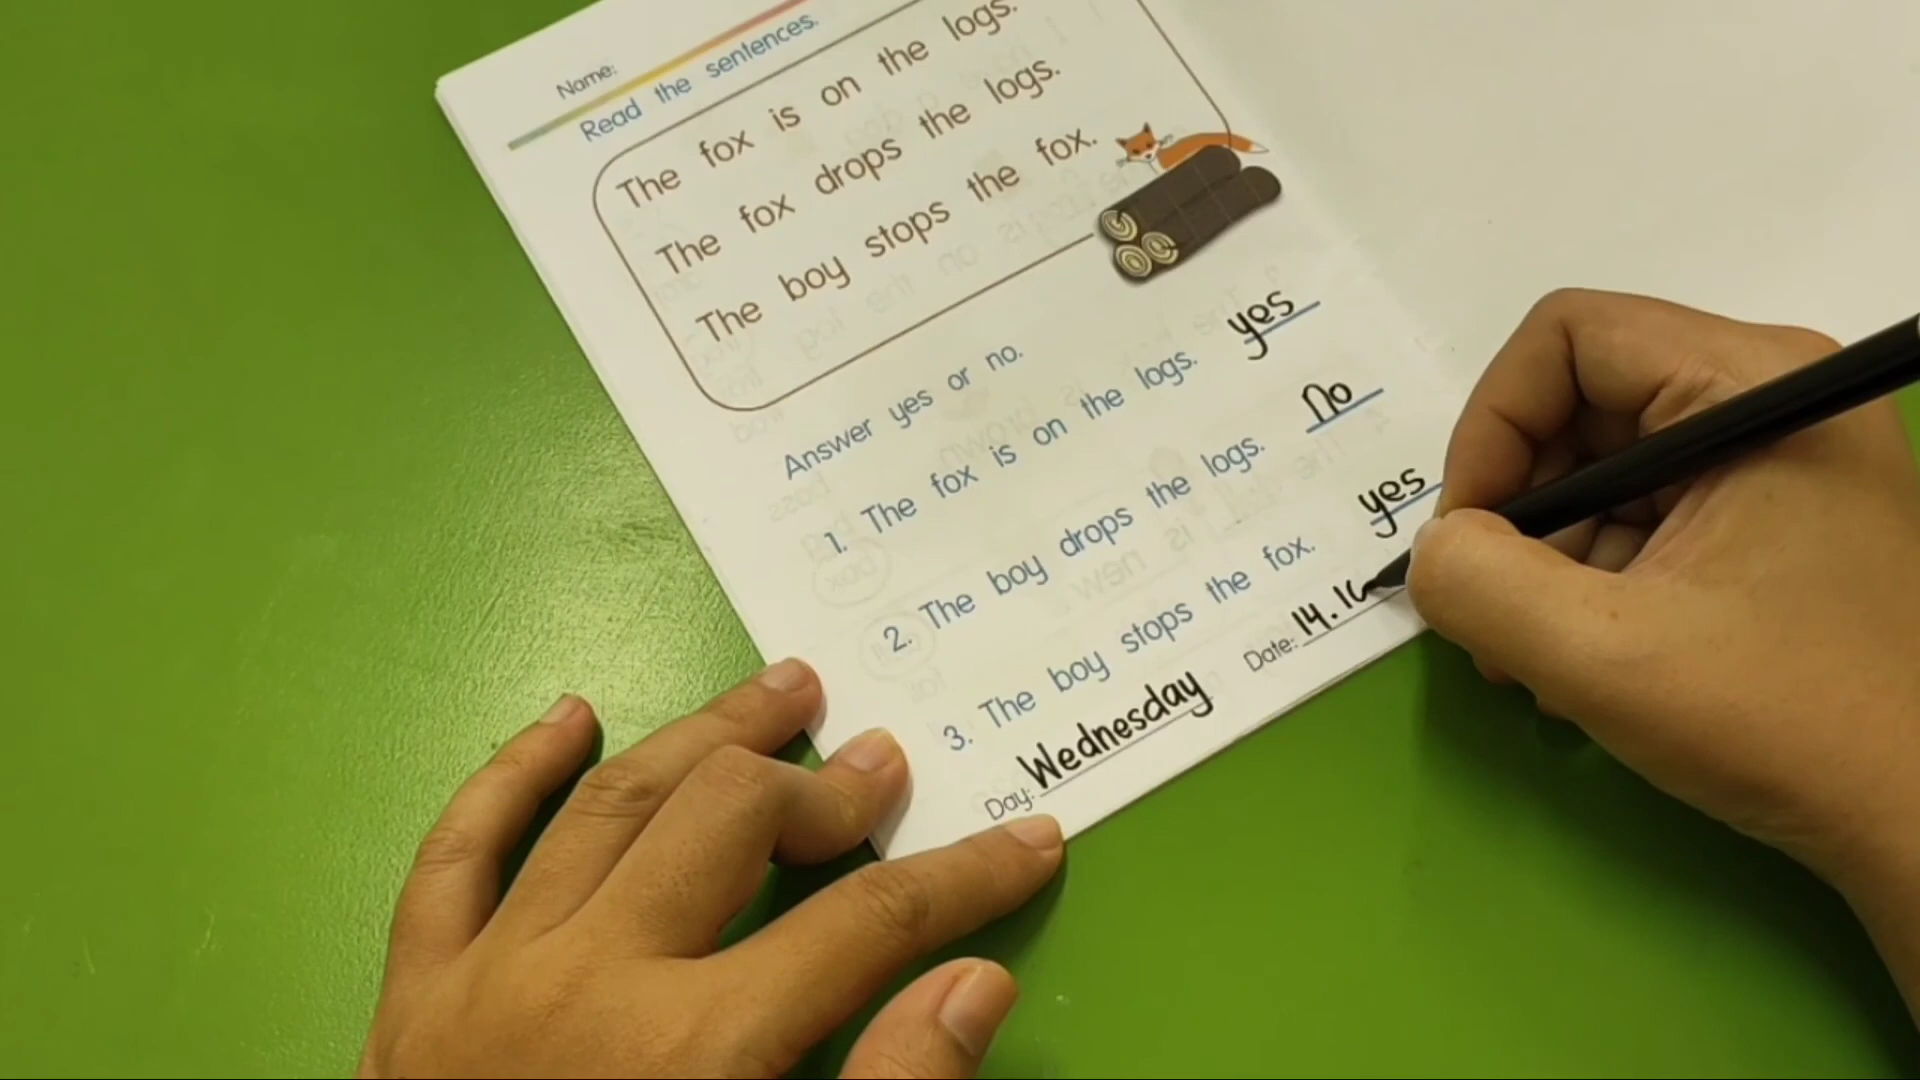 Name:
Read the sentences.
The fox is on the logs.
The fox drops the logs.
The boy stops the fox.
Answer yes or no.
1. The fox is on the logs. yes
2. The boy drops the logs. no
3. The boy stops the fox. yes
Day: Wednesday Date: 14.10